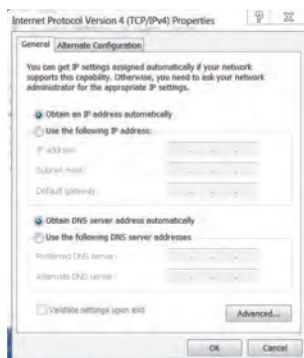 Internet Protocol Version 4 (TCP/IPv4) Properties
General Alternate Configuration
You can get IP settings assigned automatically if your network
supports this capability. Otherwise, you need to ask your network
administrator for the appropriate IP settings.
Obtain an IP address automatically
Use the following IP address:
IP address:
Subnet mask:
Default gateway:
Obtain DNS server address automatically
Use the following DNS server addresses
Preferred DNS server:
Alternate DNS server:
Validate settings upon exit
Advanced...
OK Cancel